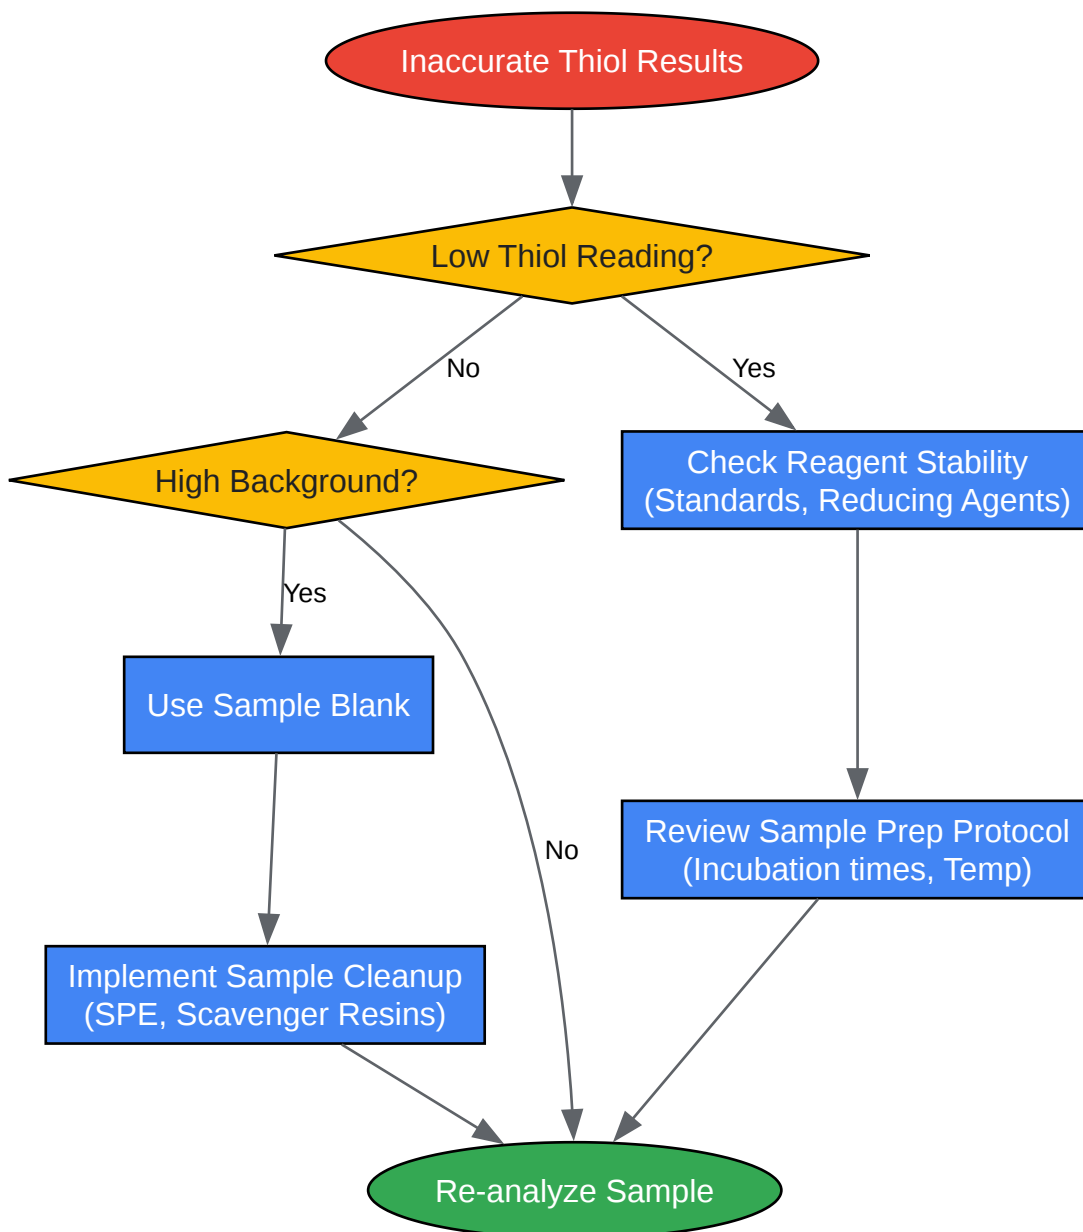 Inaccurate Thiol Results
Low Thiol Reading?
No
Yes
High Background?
Check Reagent Stability
(Standards, Reducing Agents)
Yes
Use Sample Blank
No
Review Sample Prep Protocol
(Incubation times, Temp)
Implement Sample Cleanup
(SPE, Scavenger Resins)
Re-analyze Sample